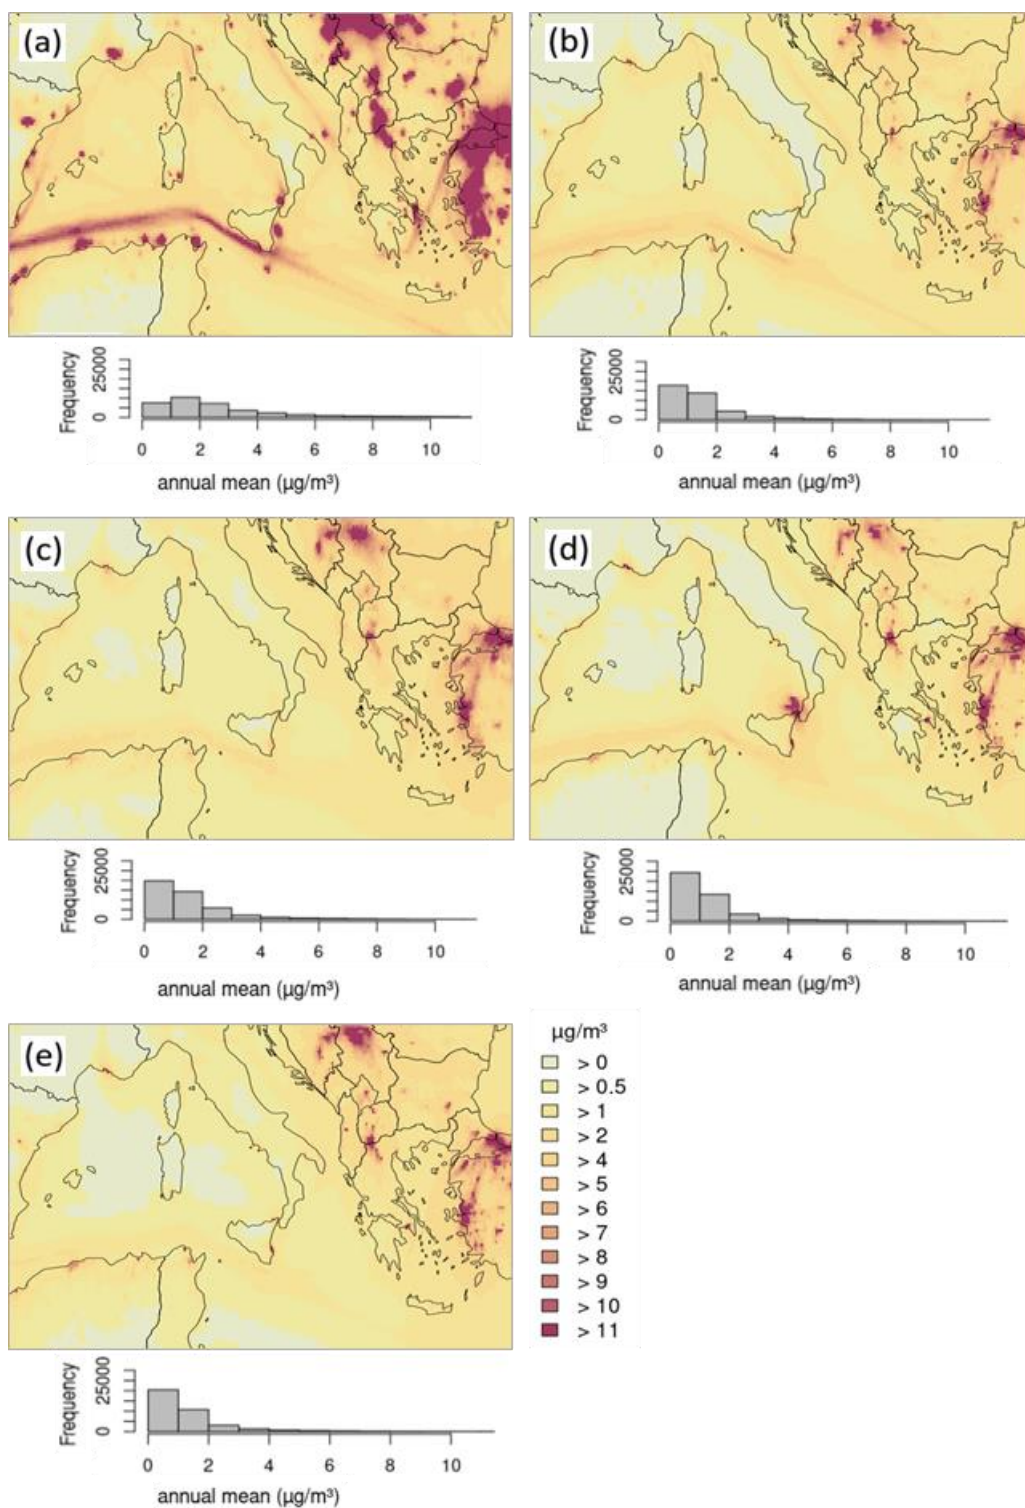 (a)
(b)
Frequency
0 25000
0 2 4 6 8 10
annual mean (µg/m³)
Frequency
0 25000
0 2 4 6 8 10
annual mean (µg/m³)
(c)
(d)
Frequency
0 25000
0 2 4 6 8 10
annual mean (µg/m³)
Frequency
0 25000
0 2 4 6 8 10
annual mean (µg/m³)
(e)
µg/m³
> 0
> 0.5
> 1
> 2
> 4
> 5
> 6
> 7
> 8
> 9
> 10
> 11
Frequency
0 25000
0 2 4 6 8 10
annual mean (µg/m³)